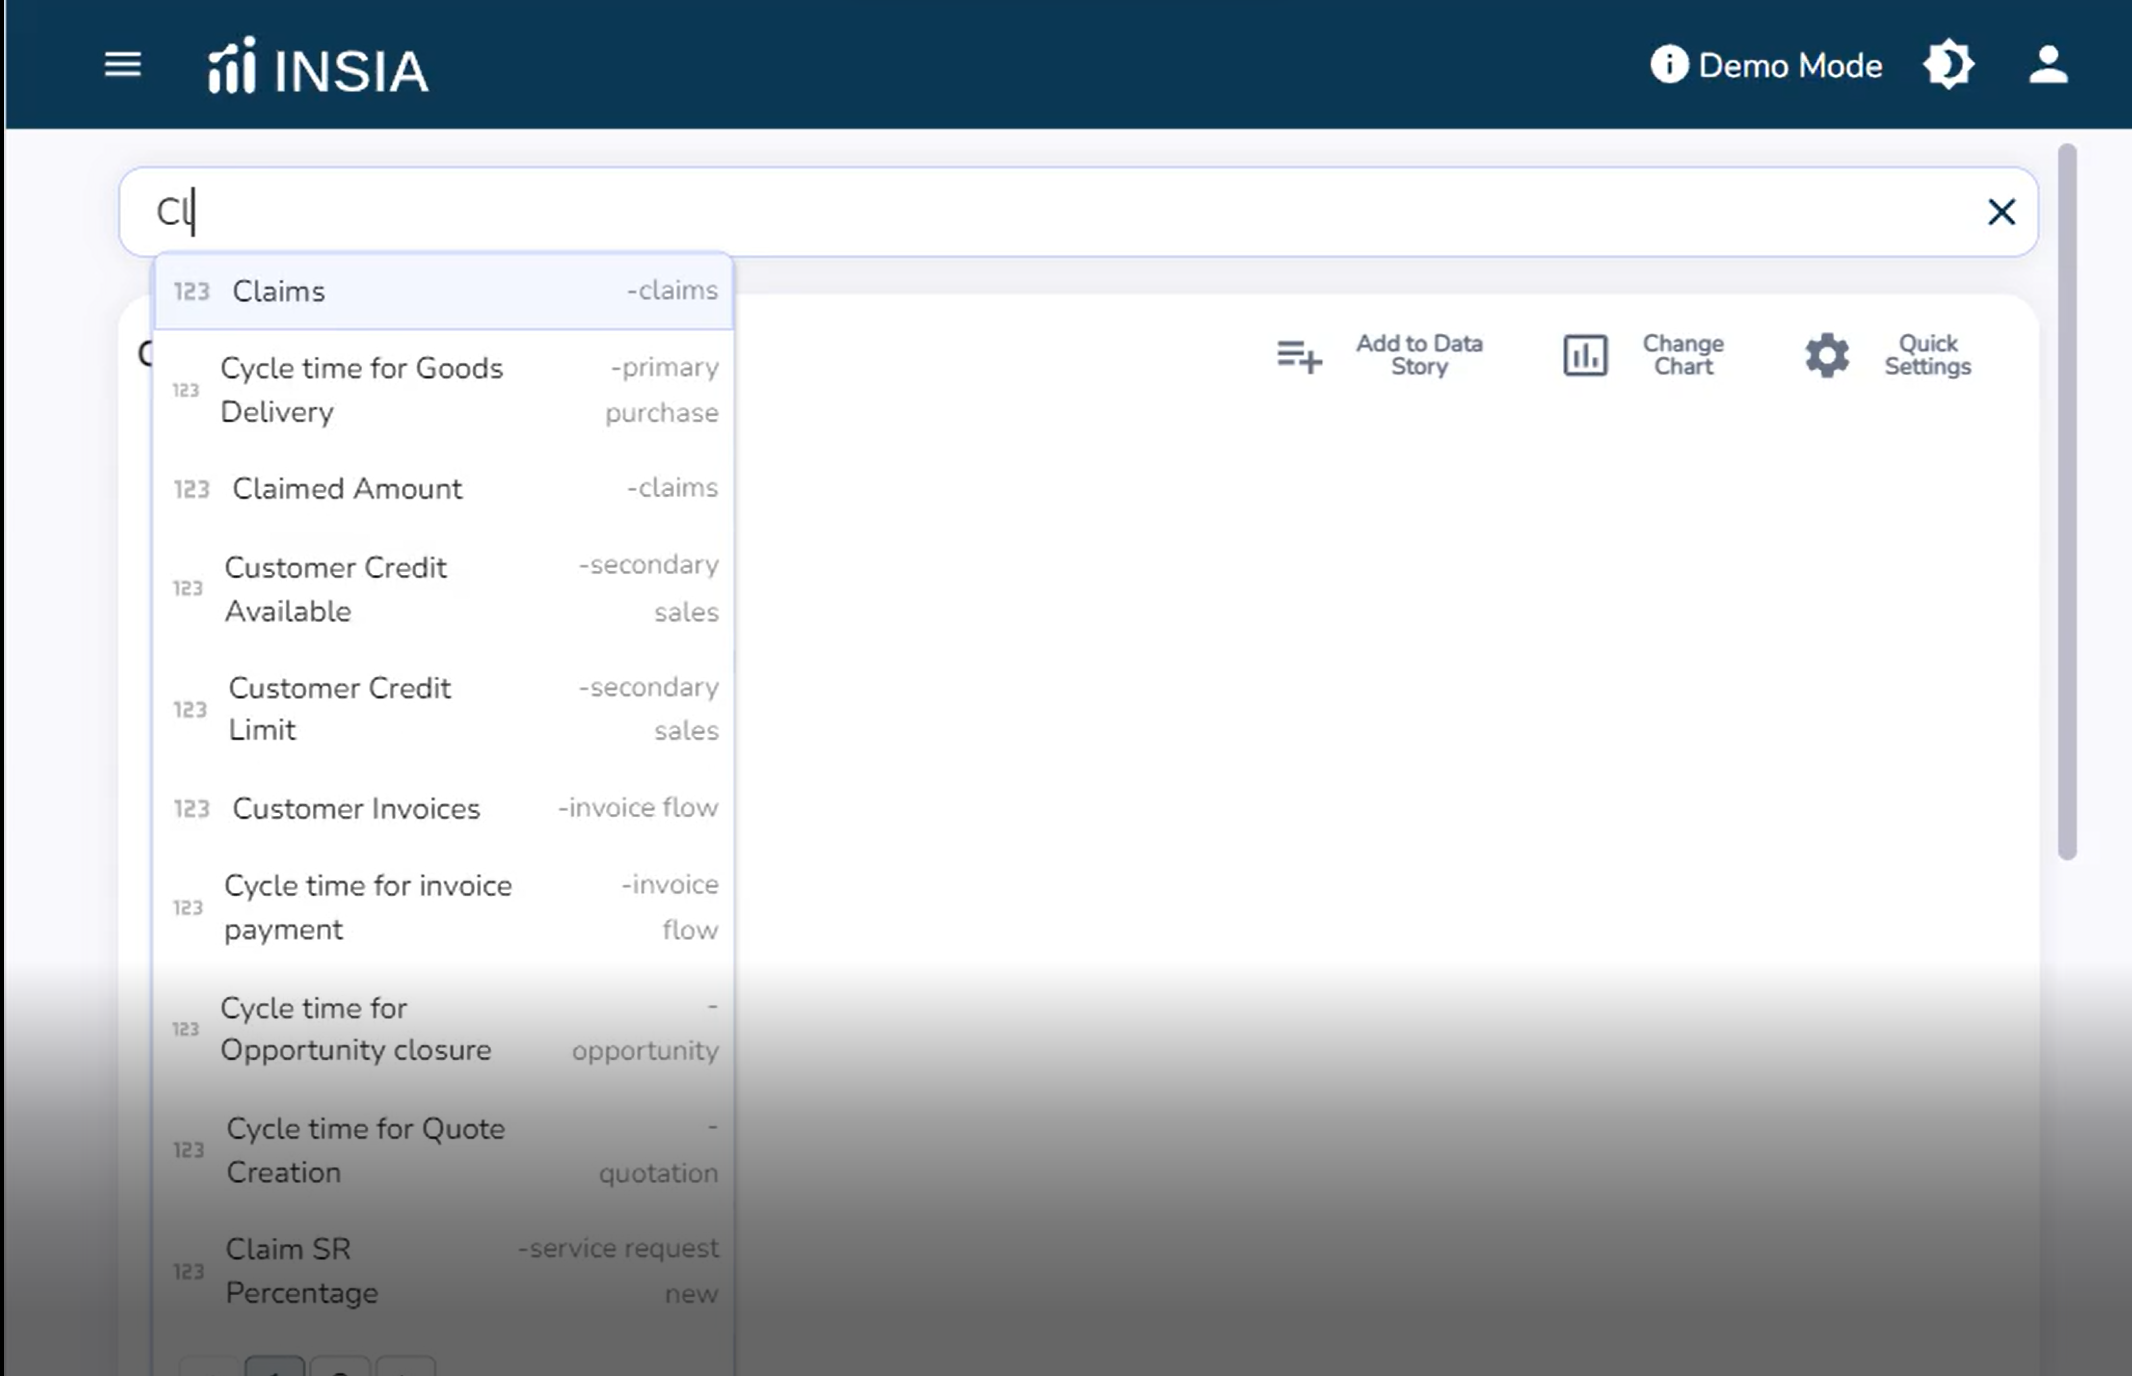 INSIA
Demo Mode
Cl
123 Claims -claims
Add to Data
Story
Change
Chart
Quick
Settings
123 Cycle time for Goods
Delivery
-primary
purchase
123 Claimed Amount -claims
123 Customer Credit
Available
-secondary
sales
123 Customer Credit
Limit
-secondary
sales
123 Customer Invoices -invoice flow
123 Cycle time for invoice
payment
-invoice
flow
123 Cycle time for
Opportunity closure
-
opportunity
123 Cycle time for Quote
Creation
-
quotation
123 Claim SR
Percentage
-service request
new